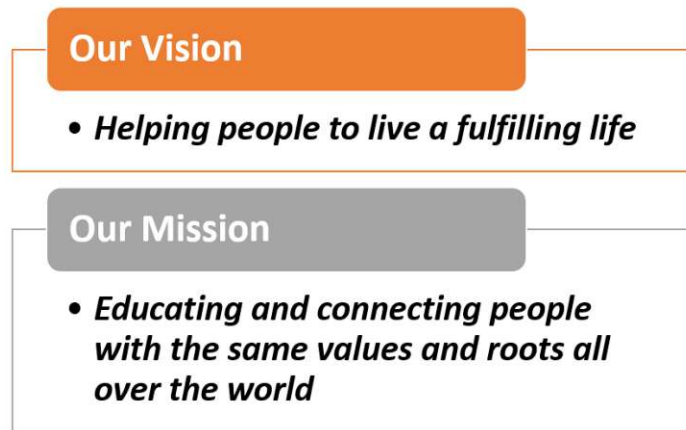 Our Vision
• Helping people to live a fulfilling life
Our Mission
• Educating and connecting people
with the same values and roots all
over the world